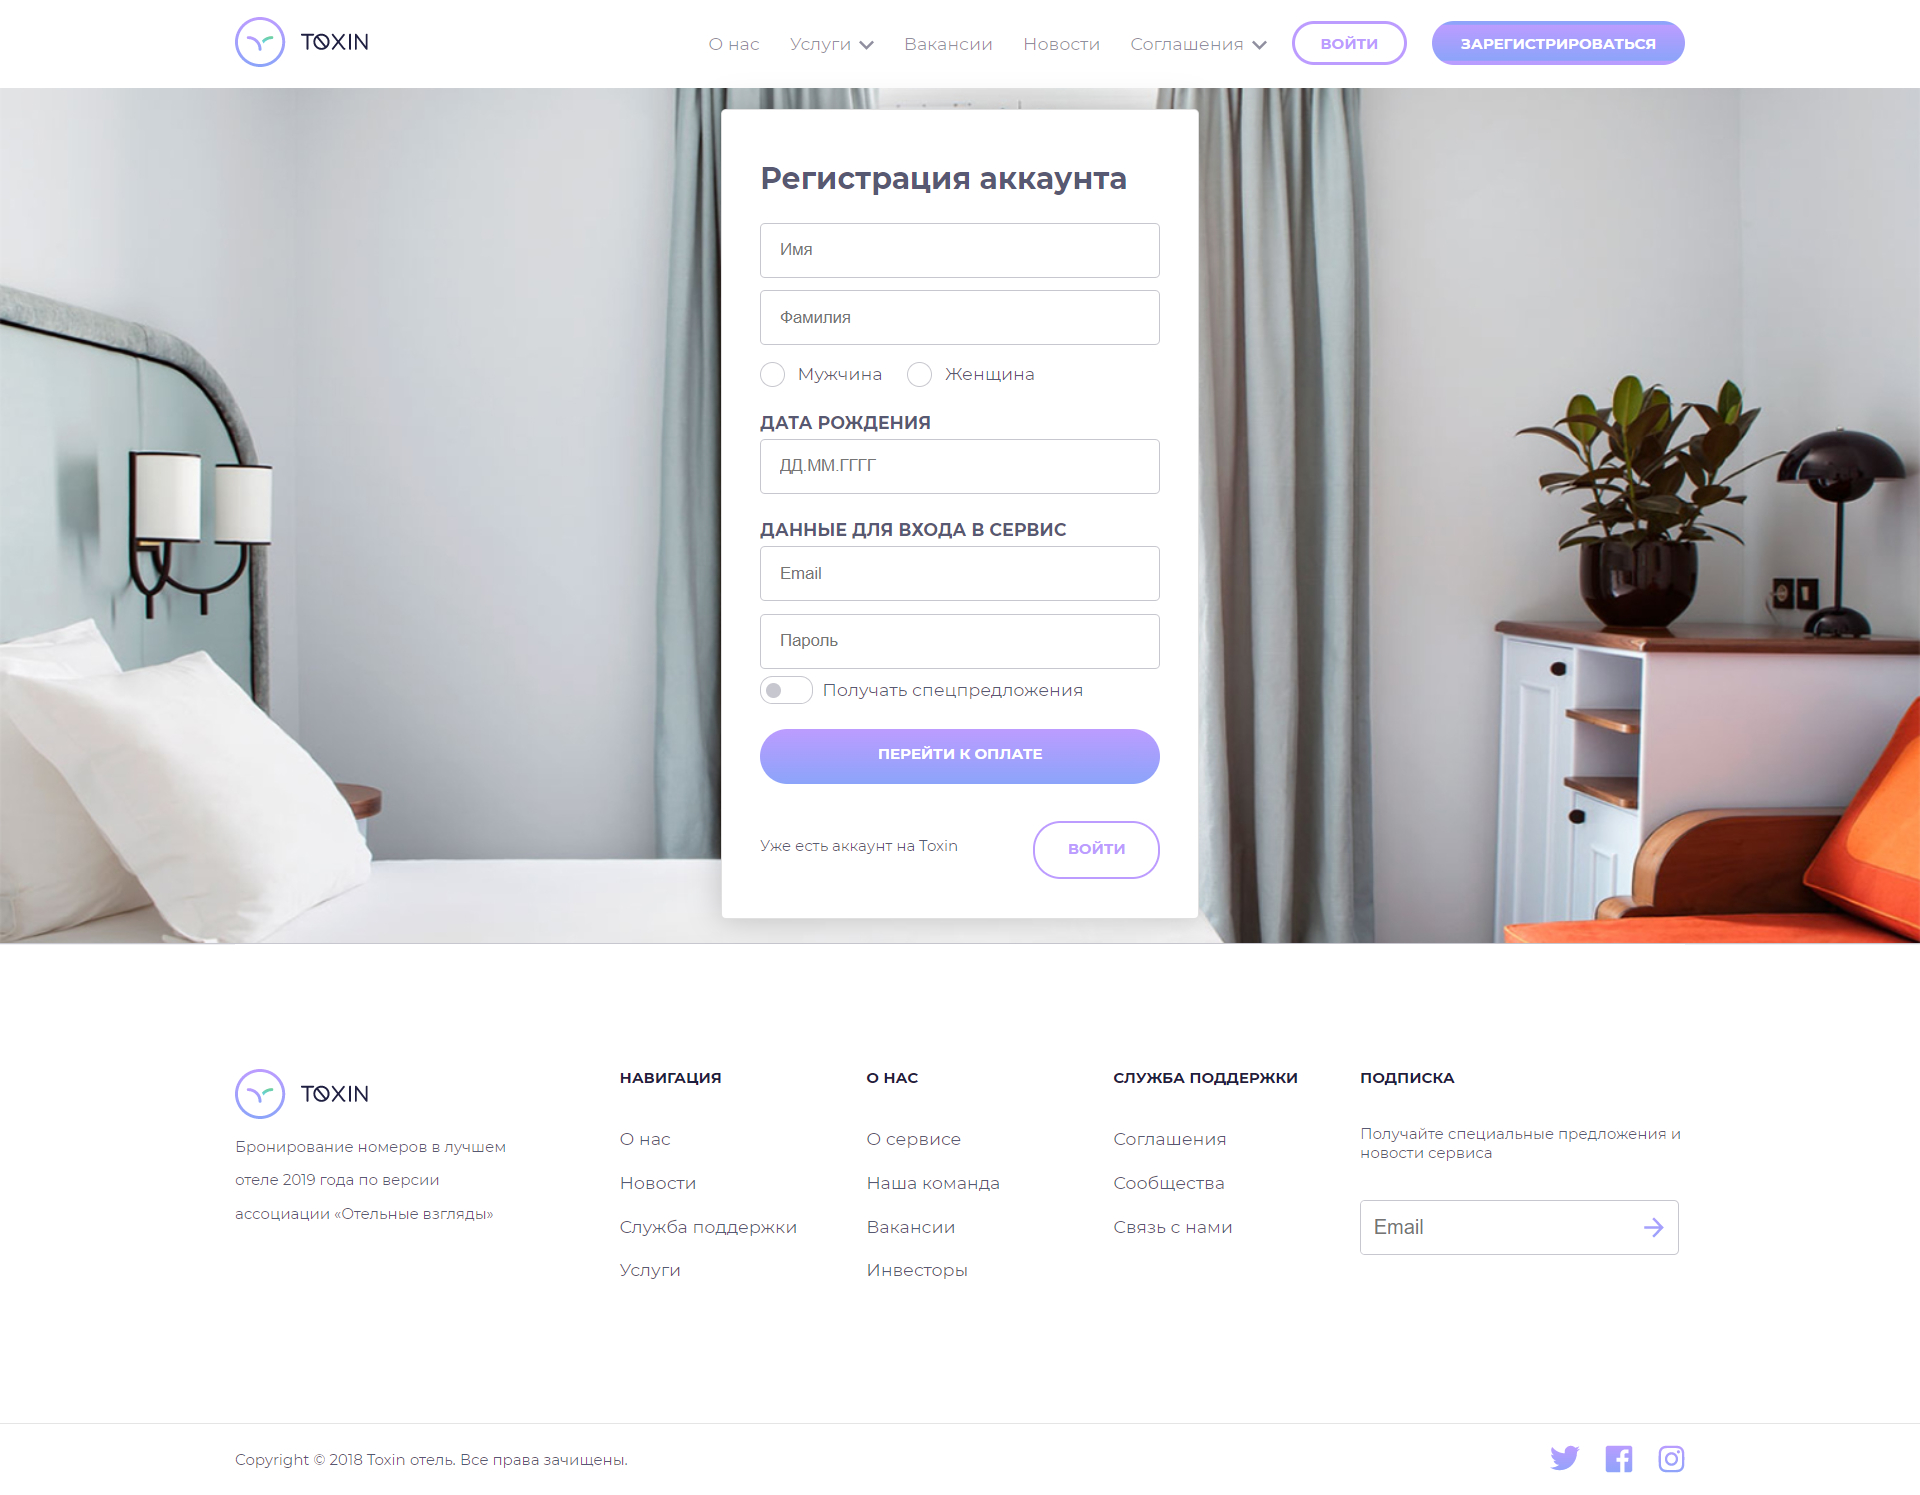 TOXIN
О нас Услуги Вакансии Новости Соглашения ВОЙТИ ЗАРЕГИСТРИРОВАТЬСЯ
Регистрация аккаунта
Имя
Фамилия
Мужчина Женщина
ДАТА РОЖДЕНИЯ
ДД.ММ.ГГГГ
ДАННЫЕ ДЛЯ ВХОДА В СЕРВИС
Email
Пароль
Получать спецпредложения
ПЕРЕЙТИ К ОПЛАТЕ
Уже есть аккаунт на Toxin
ВОЙТИ
TOXIN
Бронирование номеров в лучшем
отеле 2019 года по версии
ассоциации «Отельные взгляды»
НАВИГАЦИЯ
О нас
Новости
Служба поддержки
Услуги
О НАС
О сервисе
Наша команда
Вакансии
Инвесторы
СЛУЖБА ПОДДЕРЖКИ
Соглашения
Сообщества
Связь с нами
ПОДПИСКА
Получайте специальные предложения и
новости сервиса
Email
Copyright © 2018 Toxin отель. Все права зачищены.